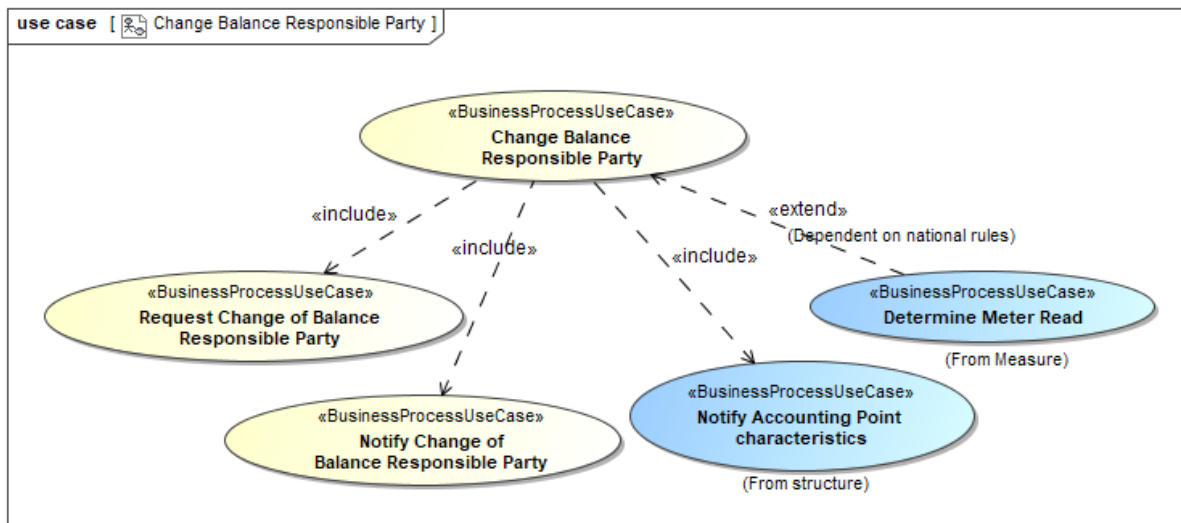 use case [ Change Balance Responsible Party ]
«BusinessProcessUseCase»
Change Balance
Responsible Party
«include»
«include»
«include»
«extend»
(Dependent on national rules)
«BusinessProcessUseCase»
Request Change of Balance
Responsible Party
«BusinessProcessUseCase»
Determine Meter Read
(From Measure)
«BusinessProcessUseCase»
Notify Change of
Balance Responsible Party
«BusinessProcessUseCase»
Notify Accounting Point
characteristics
(From structure)